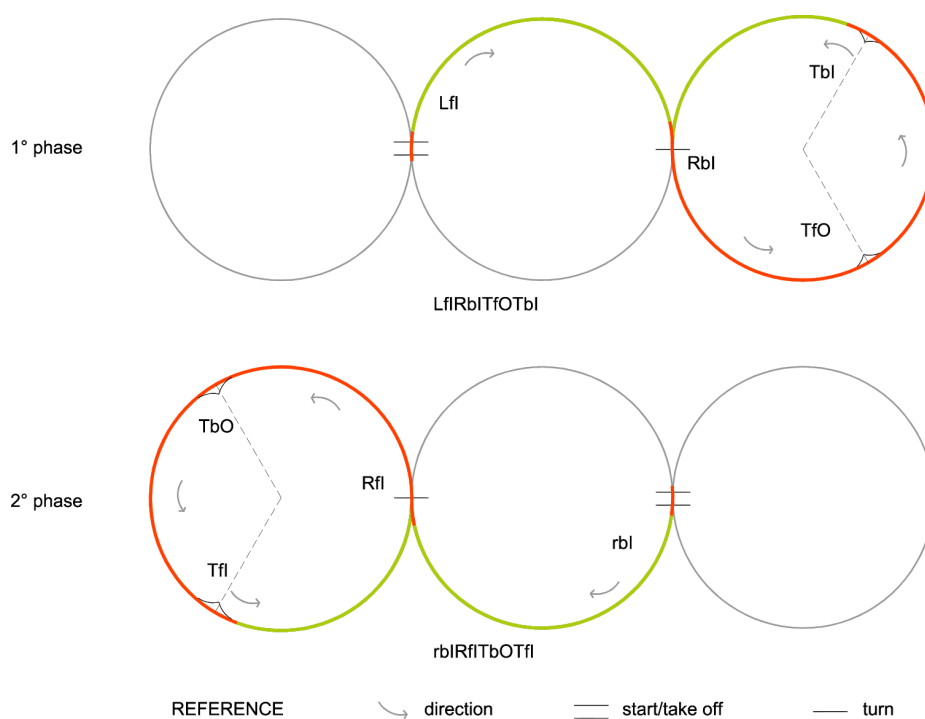 LfI
TbI
1° phase
RbI
TfO
LfIRbITfOTbI
TbO
RfI
2° phase
rbI
TfI
rbIRfITbOTfI
REFERENCE direction start/take off turn